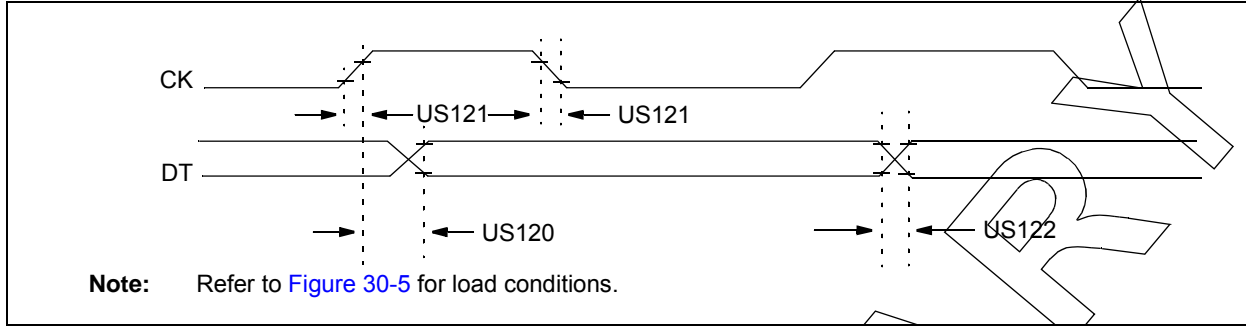 CK
US121
US121
DT
US120
US122
Note: Refer to Figure 30-5 for load conditions.
R
Y